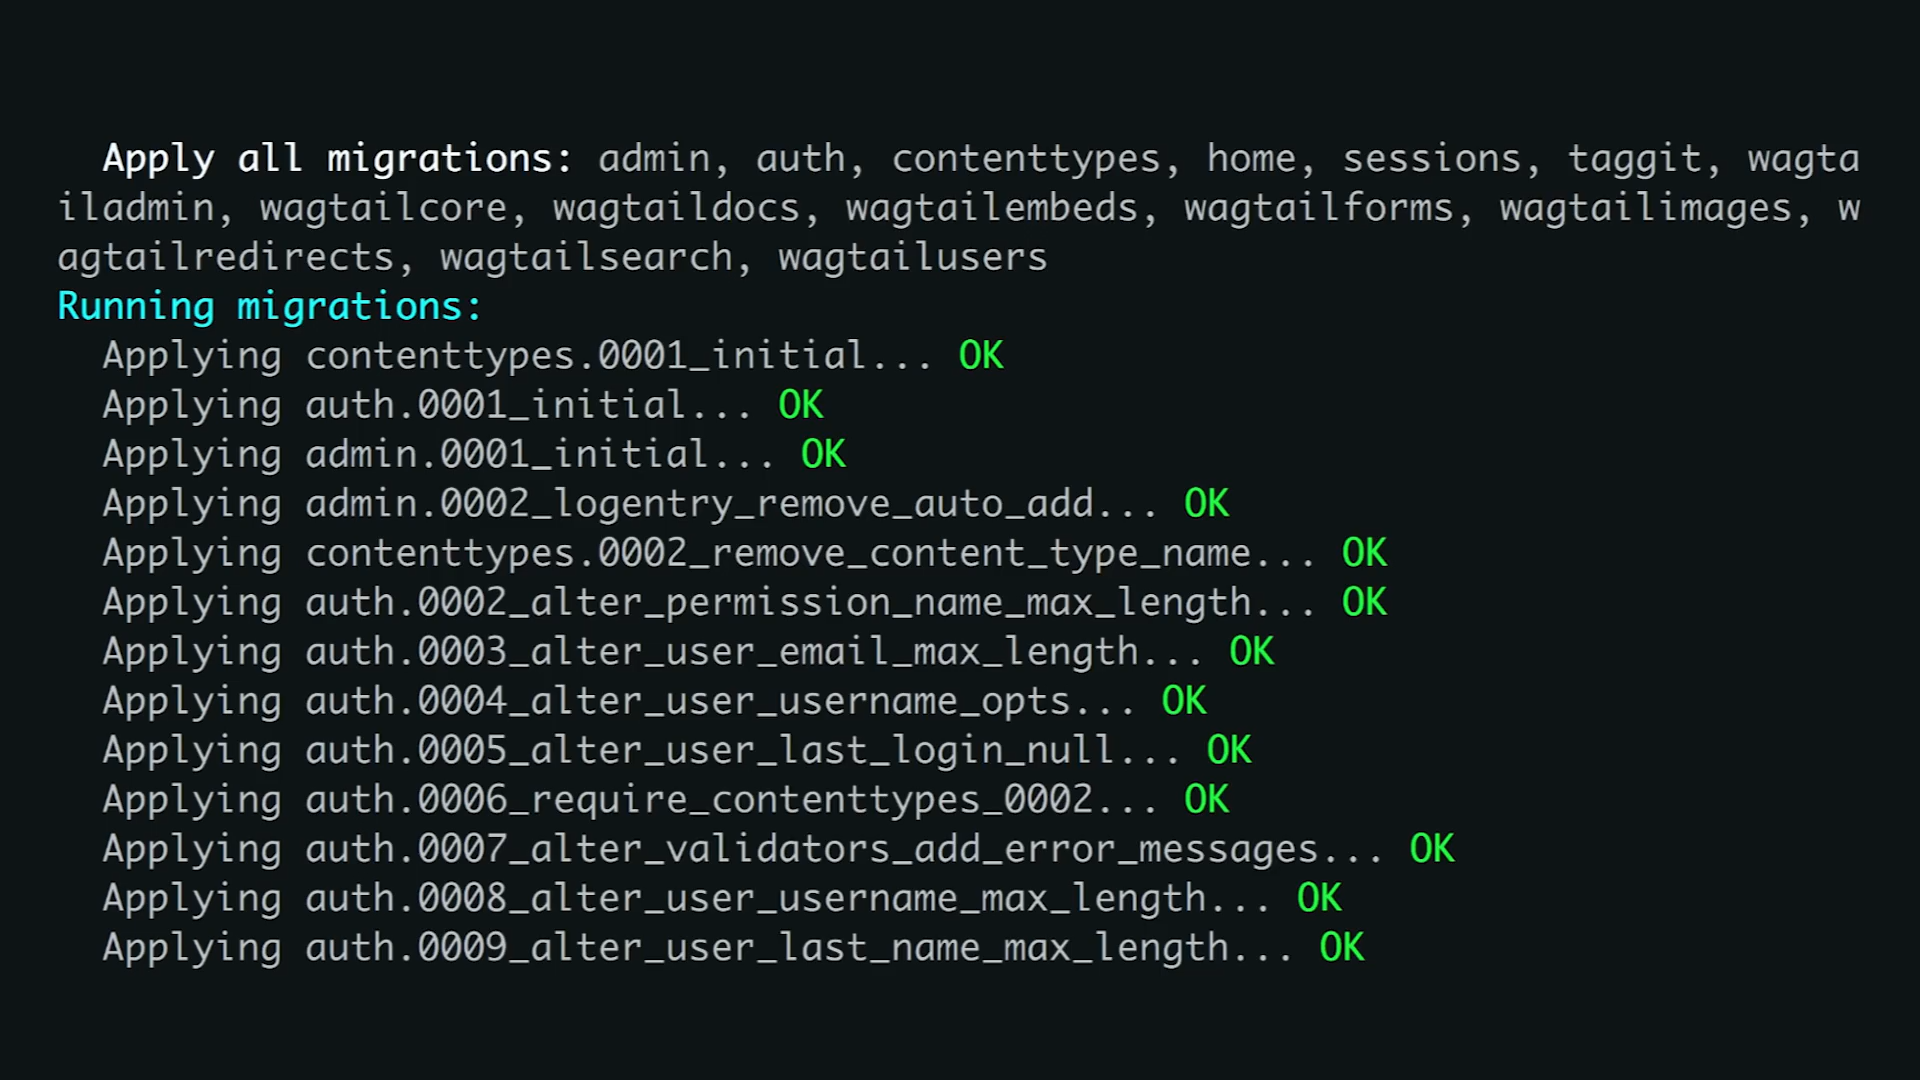 Apply all migrations: admin, auth, contenttypes, home, sessions, taggit, wagta
iladmin, wagtailcore, wagtaildocs, wagtailembeds, wagtailforms, wagtailimages, w
agtailredirects, wagtailsearch, wagtailusers
Running migrations:
Applying contenttypes.0001_initial... OK
Applying auth.0001_initial... OK
Applying admin.0001_initial... OK
Applying admin.0002_logentry_remove_auto_add... OK
Applying contenttypes.0002_remove_content_type_name... OK
Applying auth.0002_alter_permission_name_max_length... OK
Applying auth.0003_alter_user_email_max_length... OK
Applying auth.0004_alter_user_username_opts... OK
Applying auth.0005_alter_user_last_login_null... OK
Applying auth.0006_require_contenttypes_0002... OK
Applying auth.0007_alter_validators_add_error_messages... OK
Applying auth.0008_alter_user_username_max_length... OK
Applying auth.0009_alter_user_last_name_max_length... OK